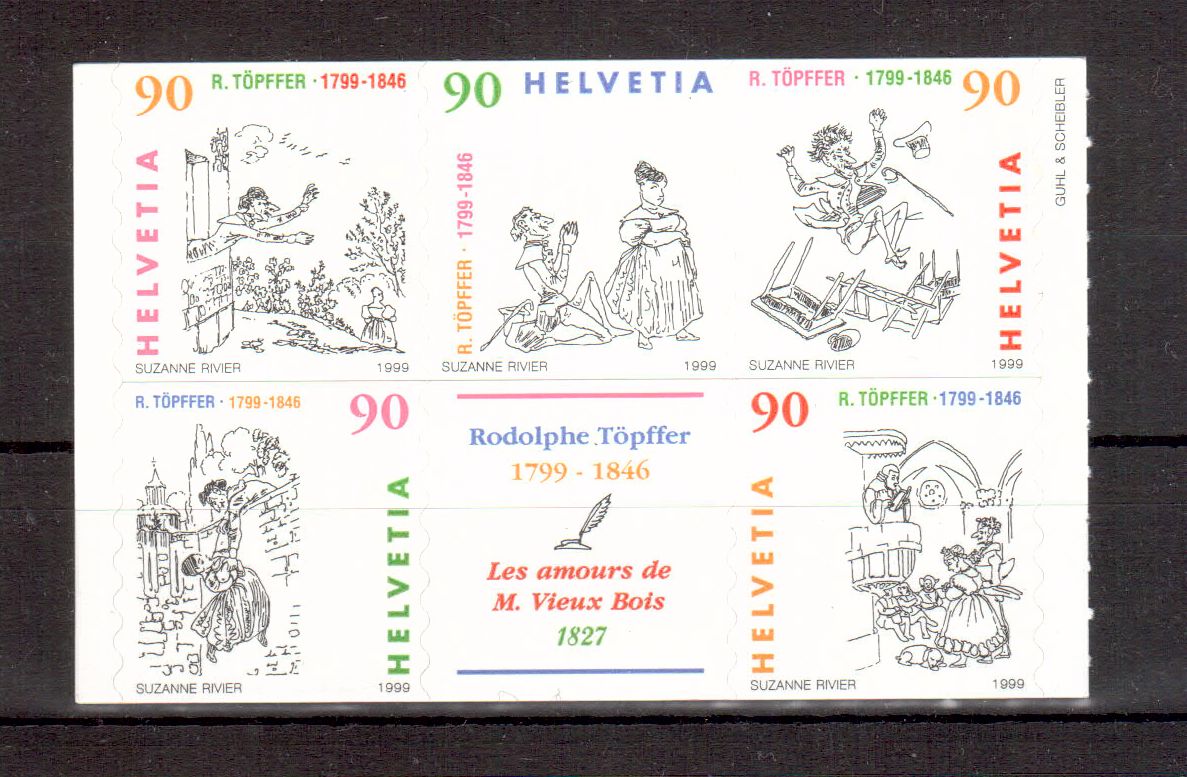 90 R. TÖPFFER · 1799-1846
HELVETIA
SUZANNE RIVIER 1999
90 HELVETIA
R. TÖPFFER · 1799-1846
SUZANNE RIVIER 1999
R. TÖPFFER · 1799-1846 90
HELVETIA
SUZANNE RIVIER 1999
GUHL & SCHEIBLER
R. TÖPFFER · 1799-1846 90
HELVETIA
SUZANNE RIVIER 1999
Rodolphe Töpffer
1799 - 1846
Les amours de
M. Vieux Bois
1827
90 R. TÖPFFER · 1799-1846
HELVETIA
SUZANNE RIVIER 1999